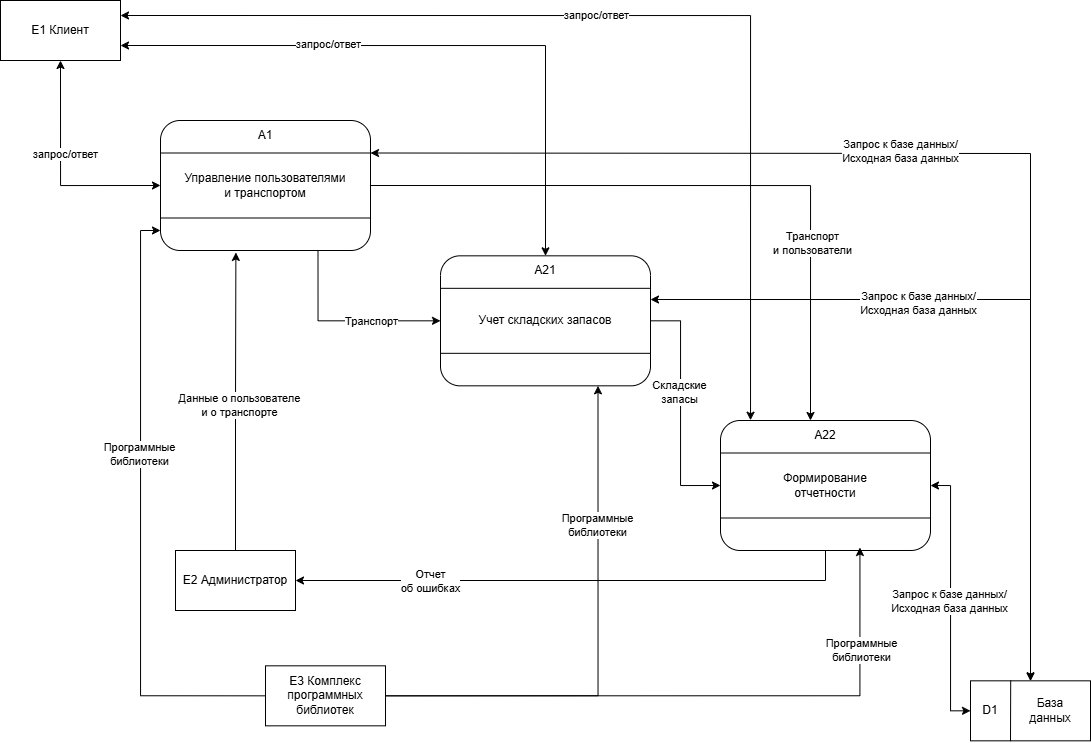 E1 Клиент
запрос/ответ
запрос/ответ
запрос/ответ
A1
Управление пользователями
и транспортом
Запрос к базе данных/
Исходная база данных
Транспорт
и пользователи
A21
Учет складских запасов
Транспорт
Запрос к базе данных/
Исходная база данных
Складские
запасы
Данные о пользователе
и о транспорте
Программные
библиотеки
A22
Формирование
отчетности
Программные
библиотеки
E2 Администратор
Отчет
об ошибках
Запрос к базе данных/
Исходная база данных
Программные
библиотеки
E3 Комплекс
программных
библиотек
D1
База
данных